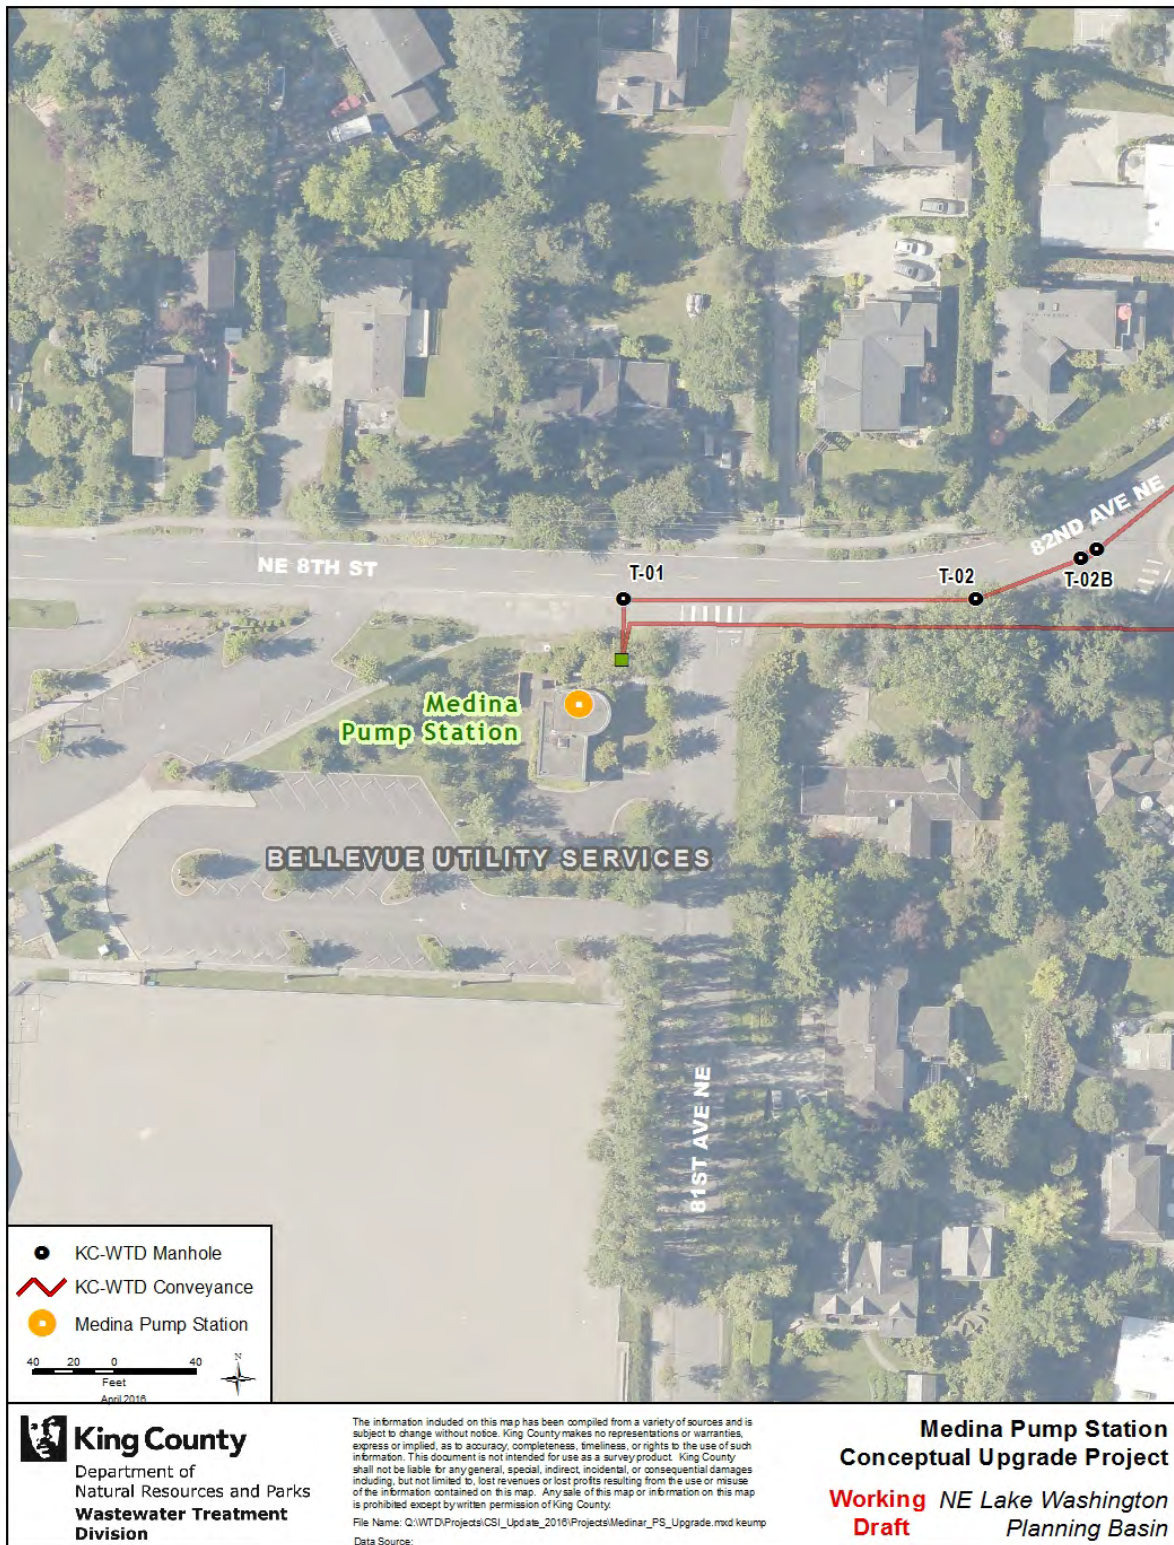 82ND AVE NE
NE 8TH ST
T-01
T-02
T-02B
Medina
Pump Station
BELLEVUE UTILITY SERVICES
81ST AVE NE
KC-WTD Manhole
KC-WTD Conveyance
Medina Pump Station
40 20 0 40
Feet
N
April 2016
King County
Department of
Natural Resources and Parks
Wastewater Treatment
Division
The information included on this map has been compiled from a variety of sources and is
subject to change without notice. King County makes no representations or warranties,
express or implied, as to accuracy, completeness, timeliness, or rights to the use of such
information. This document is not intended for use as a survey product. King County
shall not be liable for any general, special, indirect, incidental, or consequential damages
including, but not limited to, lost revenues or lost profits resulting from the use or misuse
of the information contained on this map. Any sale of this map or information on this map
is prohibited except by written permission of King County.
File Name: Q:\WTD\Projects\CSI_Update_2016\Projects\Medinar_PS_Upgrade.mxd keump
Data Source:
Medina Pump Station
Conceptual Upgrade Project
Working Draft
NE Lake Washington
Planning Basin